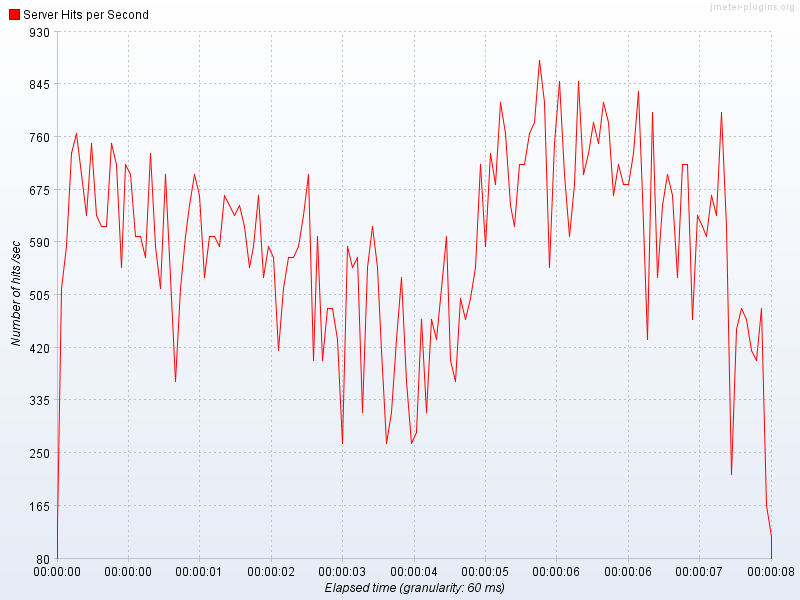 jmeter-plugins.org
Server Hits per Second
930
845
760
675
590
505
420
335
250
165
80
Number of hits /sec
00:00:00 00:00:00 00:00:01 00:00:02 00:00:03 00:00:04 00:00:05 00:00:06 00:00:06 00:00:07 00:00:08
Elapsed time (granularity: 60 ms)